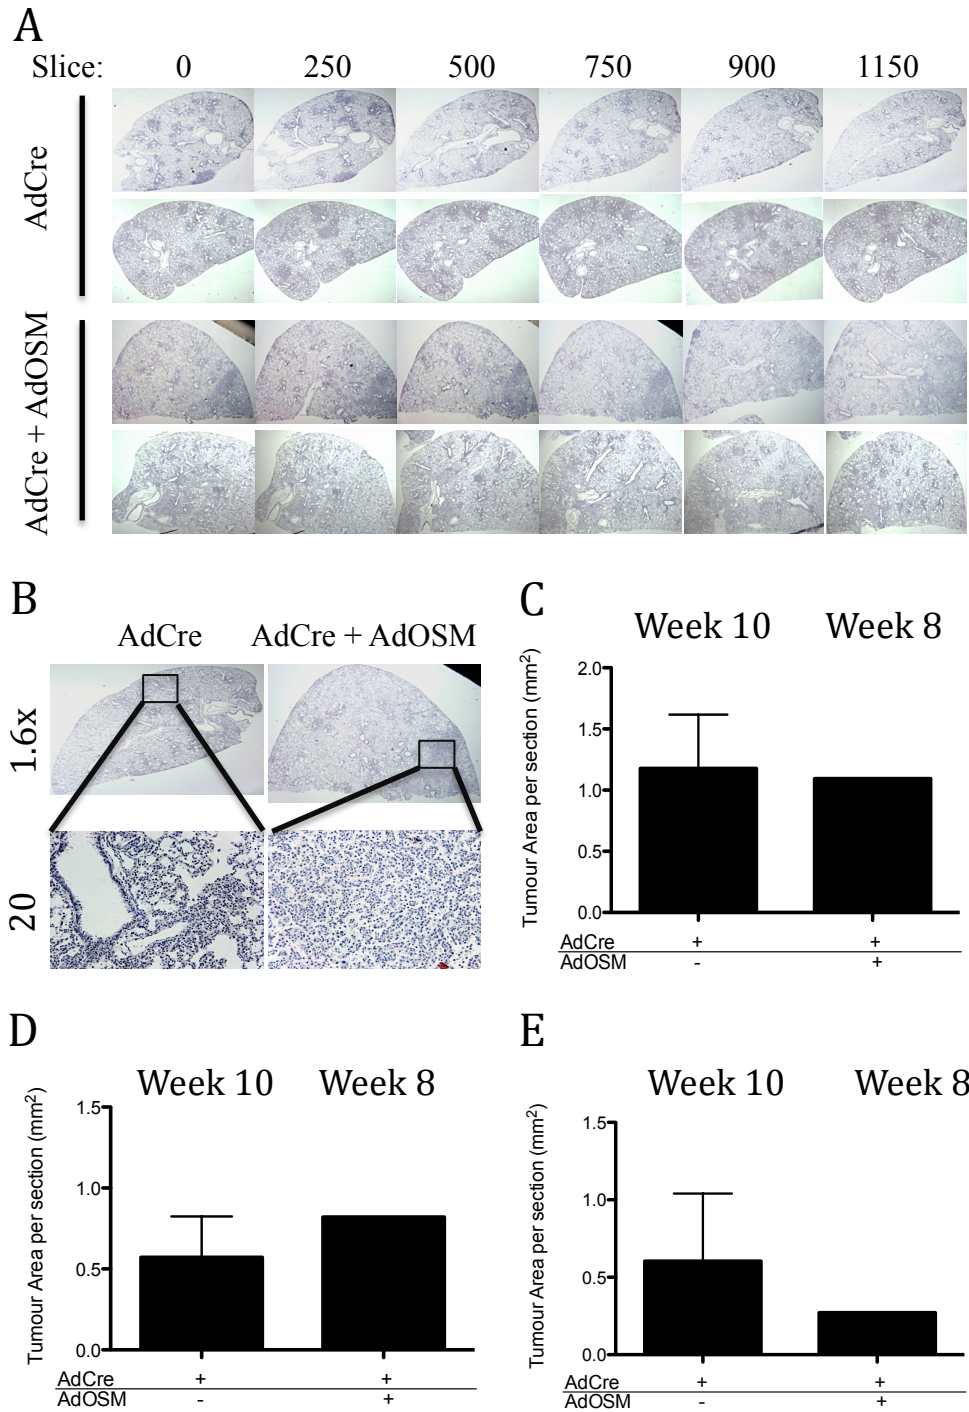 A
Slice: 0 250 500 750 900 1150
AdCre
AdCre + AdOSM
B
AdCre AdCre + AdOSM
1.6x
20
C
Week 10 Week 8
Tumour Area per section (mm²)
2.0
1.5
1.0
0.5
0.0
AdCre + +
AdOSM - +
D
Week 10 Week 8
Tumour Area per section (mm²)
1.5
1.0
0.5
0.0
AdCre + +
AdOSM - +
E
Week 10 Week 8
Tumour Area per section (mm²)
1.5
1.0
0.5
0.0
AdCre + +
AdOSM - +